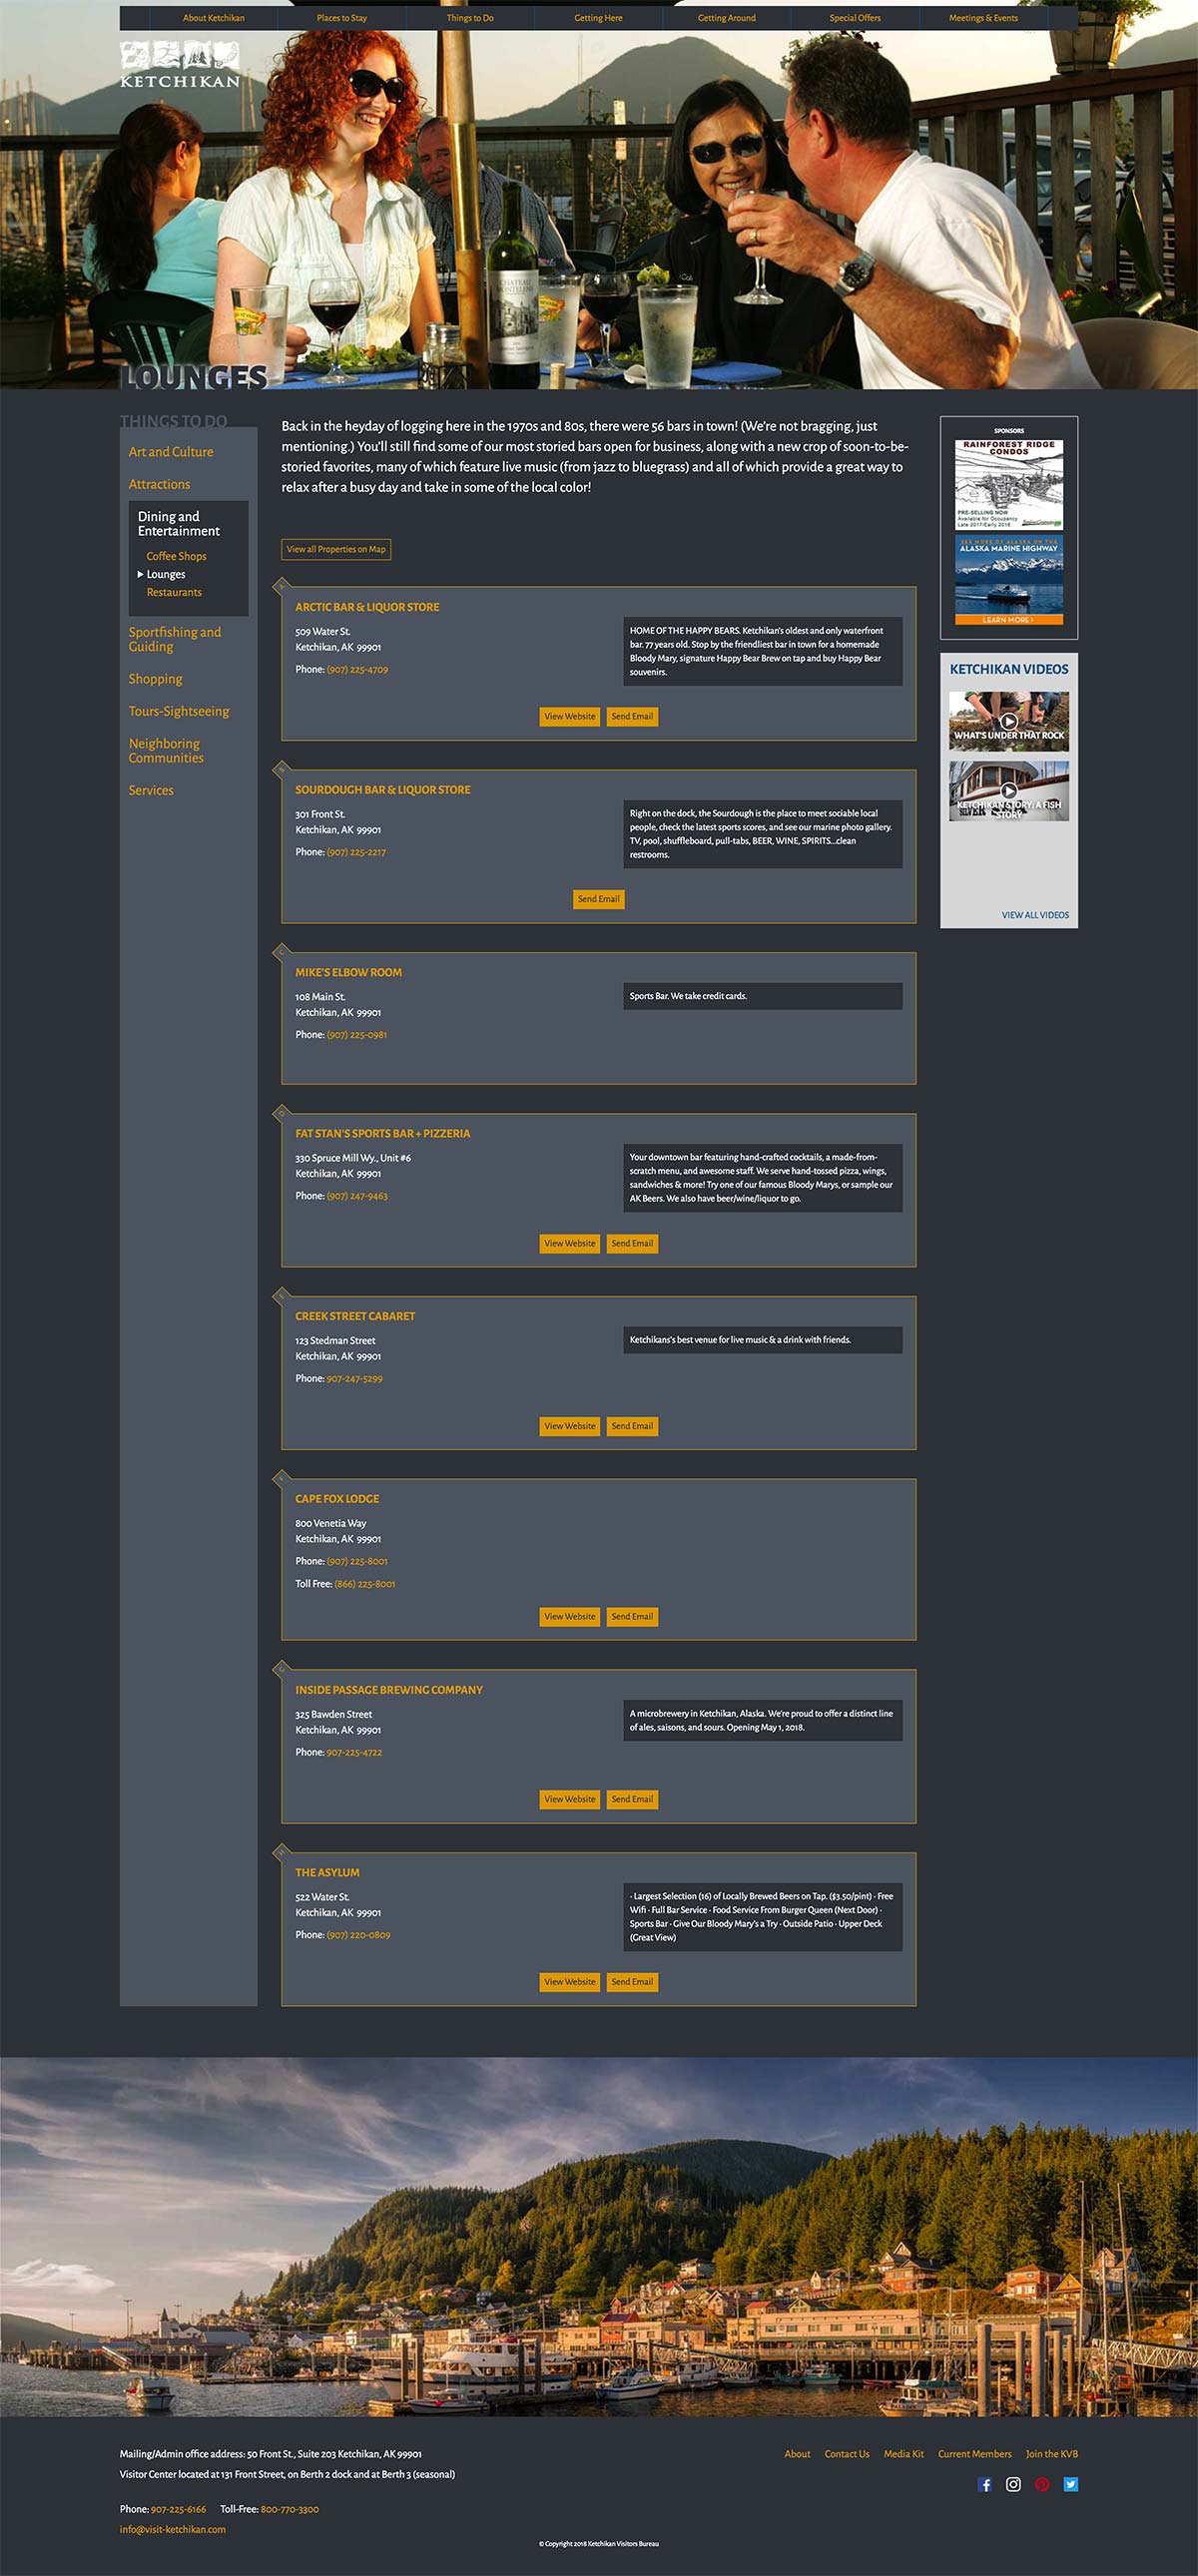 About Ketchikan
Places to Stay
Things to Do
Getting Here
Getting Around
Special Offers
Meetings & Events
KETCHIKAN
LOUNGES
THINGS TO DO
Art and Culture
Attractions
Dining and
Entertainment
Coffee Shops
Lounges
Restaurants
Sportfishing and
Guiding
Shopping
Tours-Sightseeing
Neighboring
Communities
Services
Back in the heyday of logging here in the 1970s and 80s, there were 56 bars in town! (We're not bragging, just
mentioning.) You'll still find some of our most storied bars open for business, along with a new crop of soon-to-be-
storied favorites, many of which feature live music (from jazz to bluegrass) and all of which provide a great way to
relax after a busy day and take in some of the local color!
View all Properties on Map
ARCTIC BAR & LIQUOR STORE
509 Water St.
Ketchikan, AK 99901
Phone: (907) 225-4709
HOME OF THE HAPPY BEARS. Ketchikan's oldest and only waterfront
bar. 77 years old. Stop by the friendliest bar in town for a homemade
Bloody Mary, signature Happy Bear Brew on tap and buy Happy Bear
souvenirs.
View Website
Send Email
SOURDOUGH BAR & LIQUOR STORE
301 Front St.
Ketchikan, AK 99901
Phone: (907) 225-2217
Right on the dock, the Sourdough is the place to meet sociable local
people, check the latest sports scores, and see our marine photo gallery.
TV, pool, shuffleboard, pull-tabs, BEER, WINE, SPIRITS...clean
restrooms.
Send Email
MIKE'S ELBOW ROOM
108 Main St.
Ketchikan, AK 99901
Phone: (907) 225-0981
Sports Bar. We take credit cards.
FAT STAN'S SPORTS BAR + PIZZERIA
330 Spruce Mill Wy., Unit #6
Ketchikan, AK 99901
Phone: (907) 247-9463
Your downtown bar featuring hand-crafted cocktails, a made-from-
scratch menu, and awesome staff. We serve hand-tossed pizza, wings,
sandwiches & more! Try one of our famous Bloody Marys, or sample our
AK Beers. We also have beer/wine/liquor to go.
View Website
Send Email
CREEK STREET CABARET
123 Stedman Street
Ketchikan, AK 99901
Phone: 907-247-5299
Ketchikans's best venue for live music & a drink with friends.
View Website
Send Email
CAPE FOX LODGE
800 Venetia Way
Ketchikan, AK 99901
Phone: (907) 225-8001
Toll Free: (866) 225-8001
View Website
Send Email
INSIDE PASSAGE BREWING COMPANY
325 Bawden Street
Ketchikan, AK 99901
Phone: 907-225-4722
A microbrewery in Ketchikan, Alaska. We're proud to offer a distinct line
of ales, saisons, and sours. Opening May 1, 2018.
View Website
Send Email
THE ASYLUM
522 Water St.
Ketchikan, AK 99901
Phone: (907) 220-0809
· Largest Selection (16) of Locally Brewed Beers on Tap. ($3.50/pint) · Free
Wifi · Full Bar Service · Food Service From Burger Queen (Next Door) ·
Sports Bar · Give Our Bloody Mary's a Try · Outside Patio · Upper Deck
(Great View)
View Website
Send Email
SPONSORS
RAINFOREST RIDGE
CONDOS
PRE-SELLING NOW
Available for Occupancy
Late 2017/Early 2018
SEE MORE OF ALASKA ON THE
ALASKA MARINE HIGHWAY
LEARN MORE >
KETCHIKAN VIDEOS
WHAT'S UNDER THAT ROCK
KETCHIKAN STORY: A FISH
STORY
VIEW ALL VIDEOS
Mailing/Admin office address: 50 Front St., Suite 203 Ketchikan, AK 99901
Visitor Center located at 131 Front Street, on Berth 2 dock and at Berth 3 (seasonal)
Phone: 907-225-6166 Toll-Free: 800-770-3300
info@visit-ketchikan.com
About
Contact Us
Media Kit
Current Members
Join the KVB
© Copyright 2018 Ketchikan Visitors Bureau